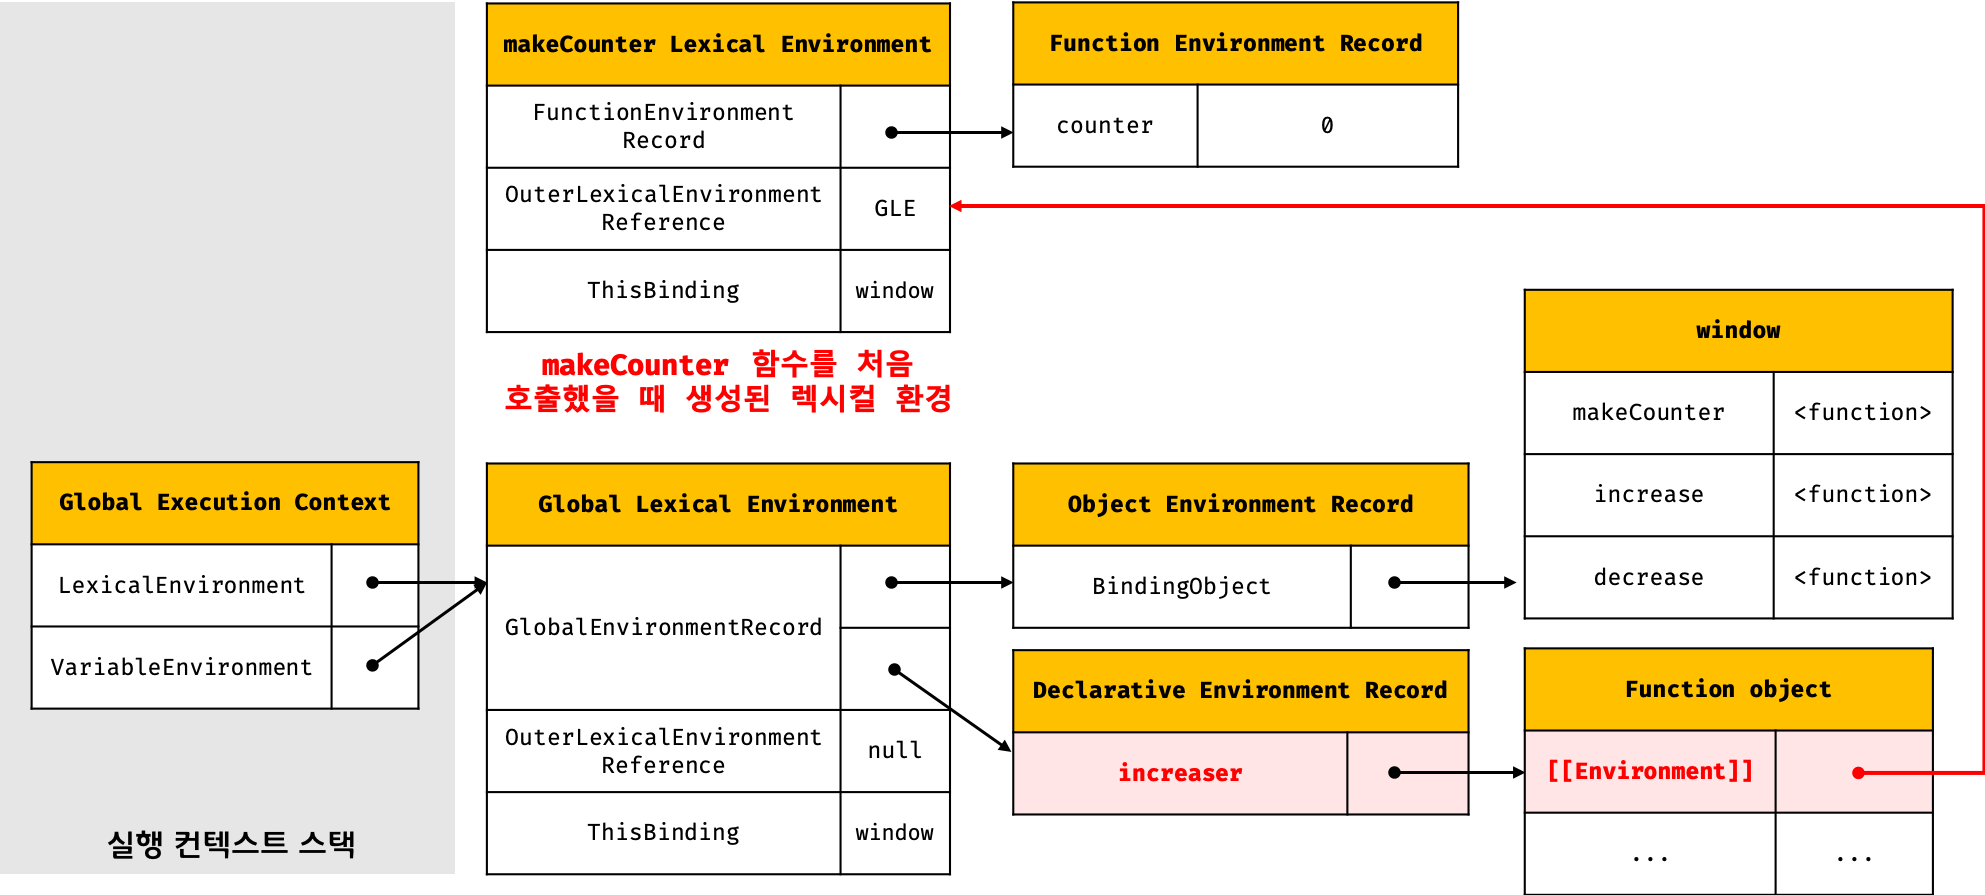 makeCounter Lexical Environment
FunctionEnvironment
Record
OuterLexicalEnvironment
Reference
GLE
ThisBinding
window
Function Environment Record
counter
0
makeCounter 함수를 처음
호출했을 때 생성된 렉시컬 환경
Global Execution Context
LexicalEnvironment
VariableEnvironment
실행 컨텍스트 스택
Global Lexical Environment
GlobalEnvironmentRecord
OuterLexicalEnvironment
Reference
null
ThisBinding
window
Object Environment Record
BindingObject
Declarative Environment Record
increaser
window
makeCounter
<function>
increase
<function>
decrease
<function>
Function object
[[Environment]]
...
...